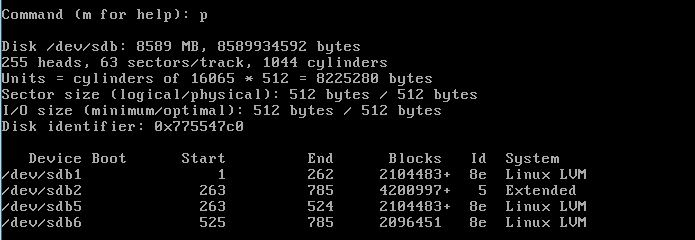 Command (m for help): p
Disk /dev/sdb: 8589 MB, 8589934592 bytes
255 heads, 63 sectors/track, 1044 cylinders
Units = cylinders of 16065 * 512 = 8225280 bytes
Sector size (logical/physical): 512 bytes / 512 bytes
I/O size (minimum/optimal): 512 bytes / 512 bytes
Disk identifier: 0x775547c0
Device Boot Start End Blocks Id System
/dev/sdb1 1 262 2104483+ 8e Linux LVM
/dev/sdb2 263 785 4200997+ 5 Extended
/dev/sdb5 263 524 2104483+ 8e Linux LVM
/dev/sdb6 525 785 2096451 8e Linux LVM